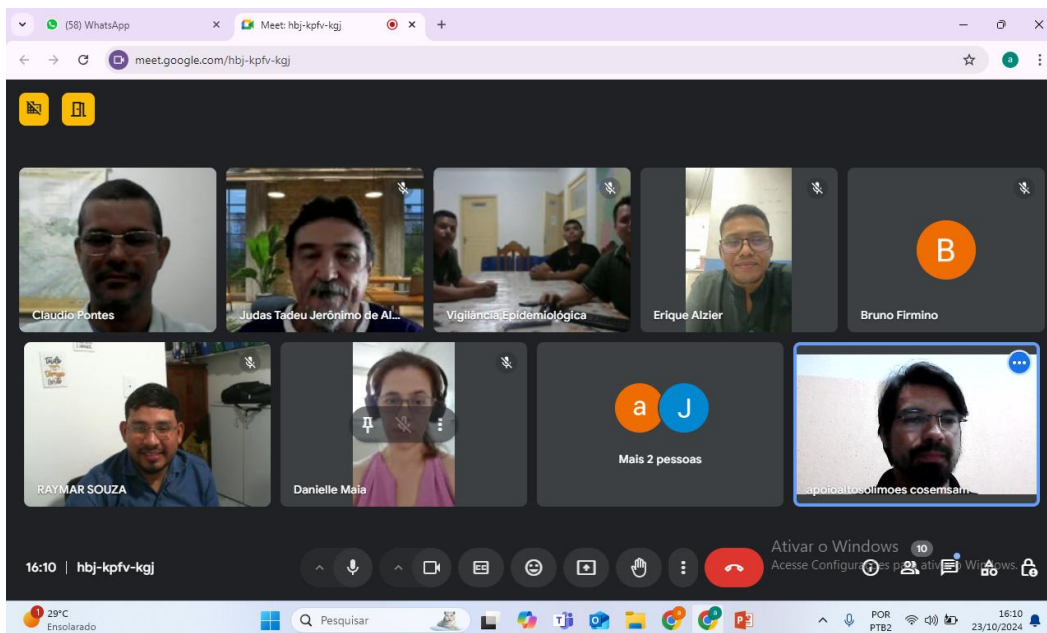 (58) WhatsApp
Meet: hbj-kpfv-kgj
meet.google.com/hbj-kpfv-kgj
a
Claudio Pontes
Judas Tadeu Jerônimo de Al...
Vigilância Epidemiológica
Erique Alzier
B
Bruno Firmino
RAYMAR SOUZA
Danielle Maia
a J
Mais 2 pessoas
apoioaltosolimoes cosemsam
16:10 | hbj-kpfv-kgj
CC
Ativar o Windows
10
Acesse Configurações para ativar o Windows.
1
29°C
Ensolarado
Pesquisar
POR
PTB2
16:10
23/10/2024